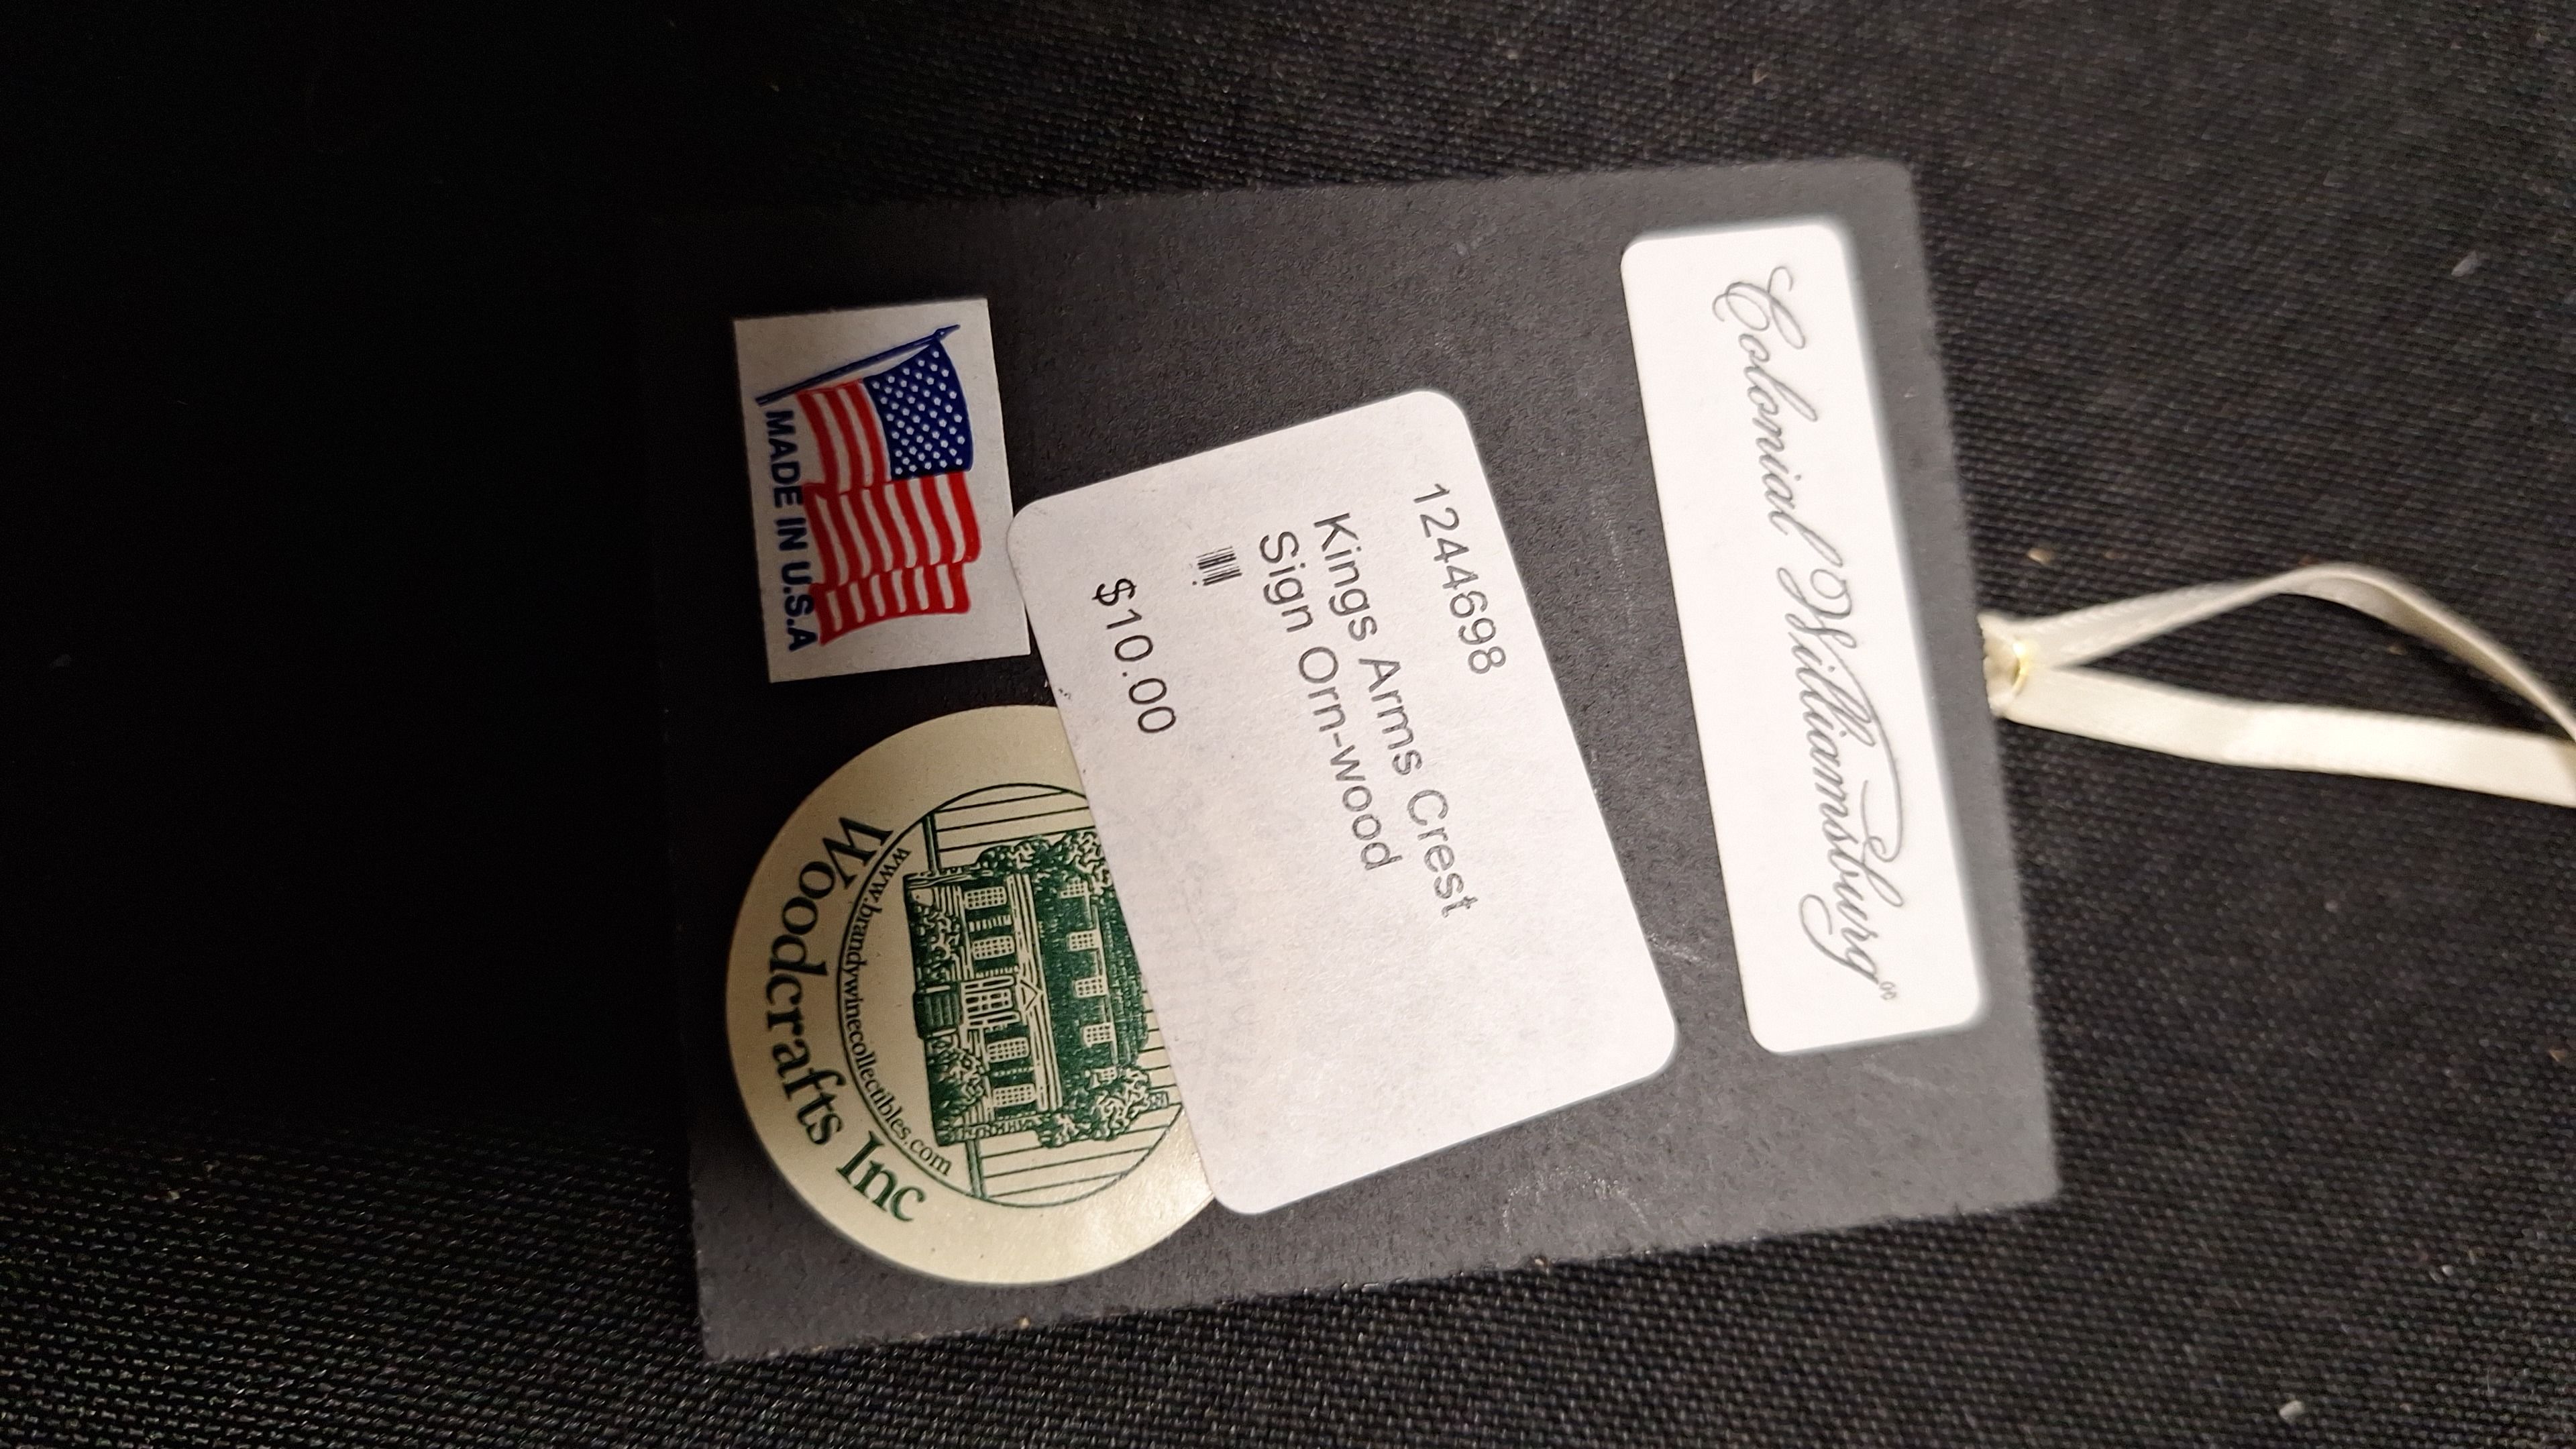 Colonial Williamsburg®
1244698
Kings Arms Crest
Sign Orn-wood
$10.00
MADE IN U.S.A
www.brandywinecollectibles.com
Woodcrafts Inc